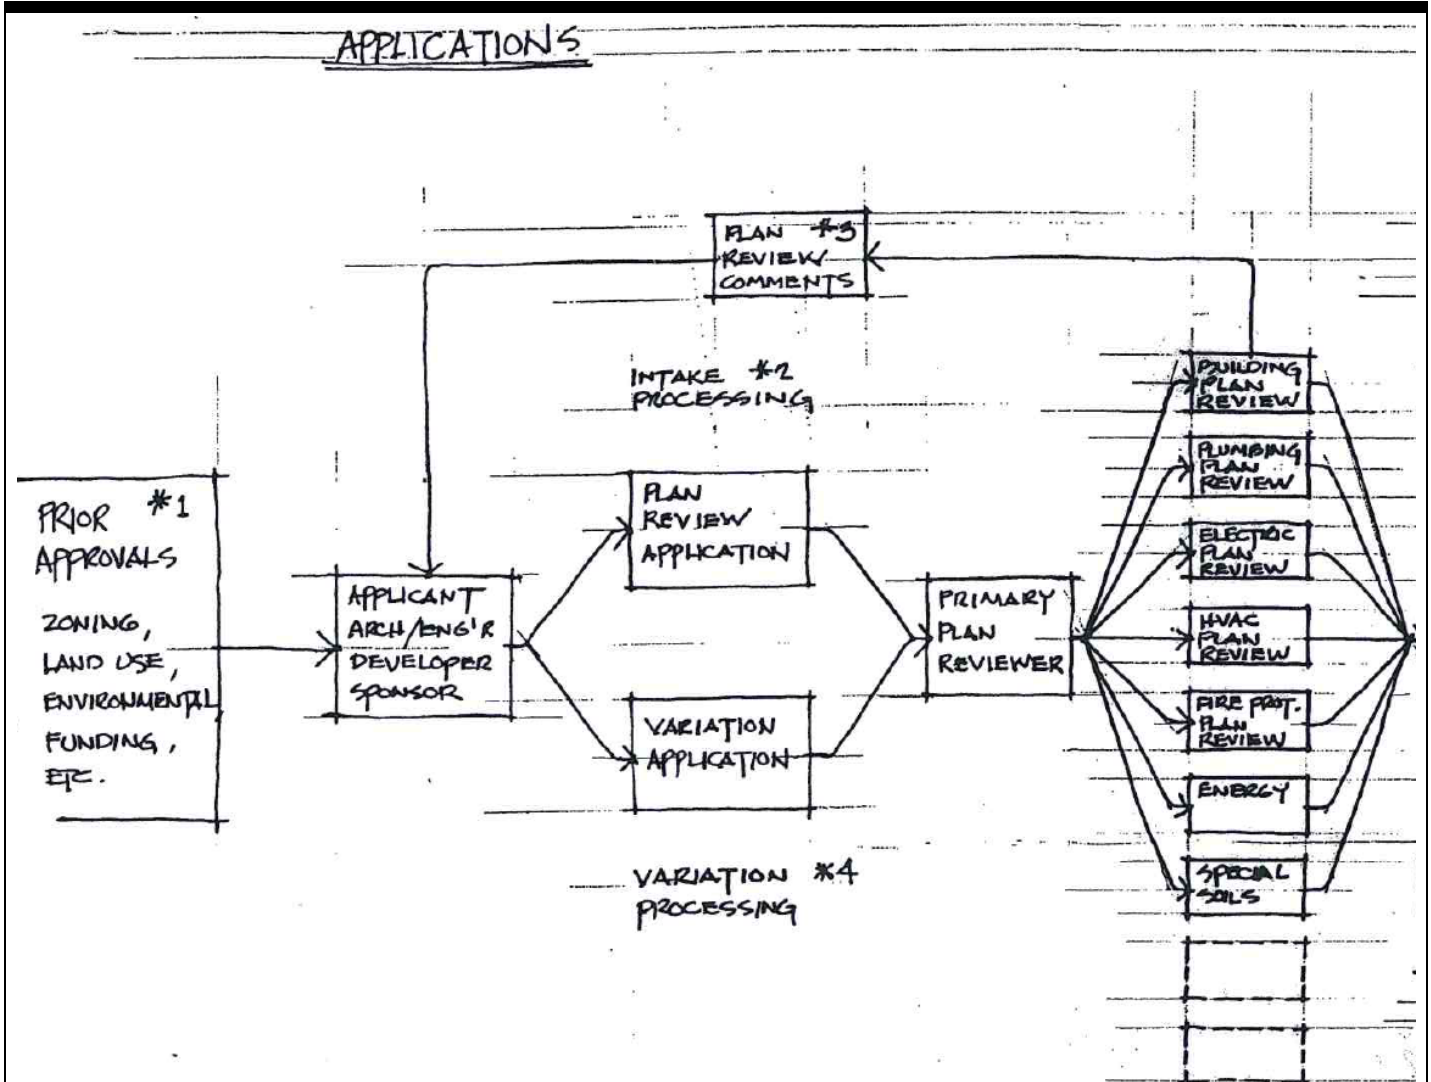 APPLICATIONS
PLAN #3
REVIEW
COMMENTS
INTAKE #2
PROCESSING
PRIOR #1
APPROVALS
ZONING,
LAND USE,
ENVIRONMENTAL
FUNDING,
ETC.
APPLICANT
ARCH/ENG'R
DEVELOPER
SPONSOR
PLAN
REVIEW
APPLICATION
VARIATION
APPLICATION
VARIATION #4
PROCESSING
PRIMARY
PLAN
REVIEWER
BUILDING
PLAN
REVIEW
PLUMBING
PLAN
REVIEW
ELECTRIC
PLAN
REVIEW
HVAC
PLAN
REVIEW
FIRE PROT.
PLAN
REVIEW
ENERGY
SPECIAL
SOILS